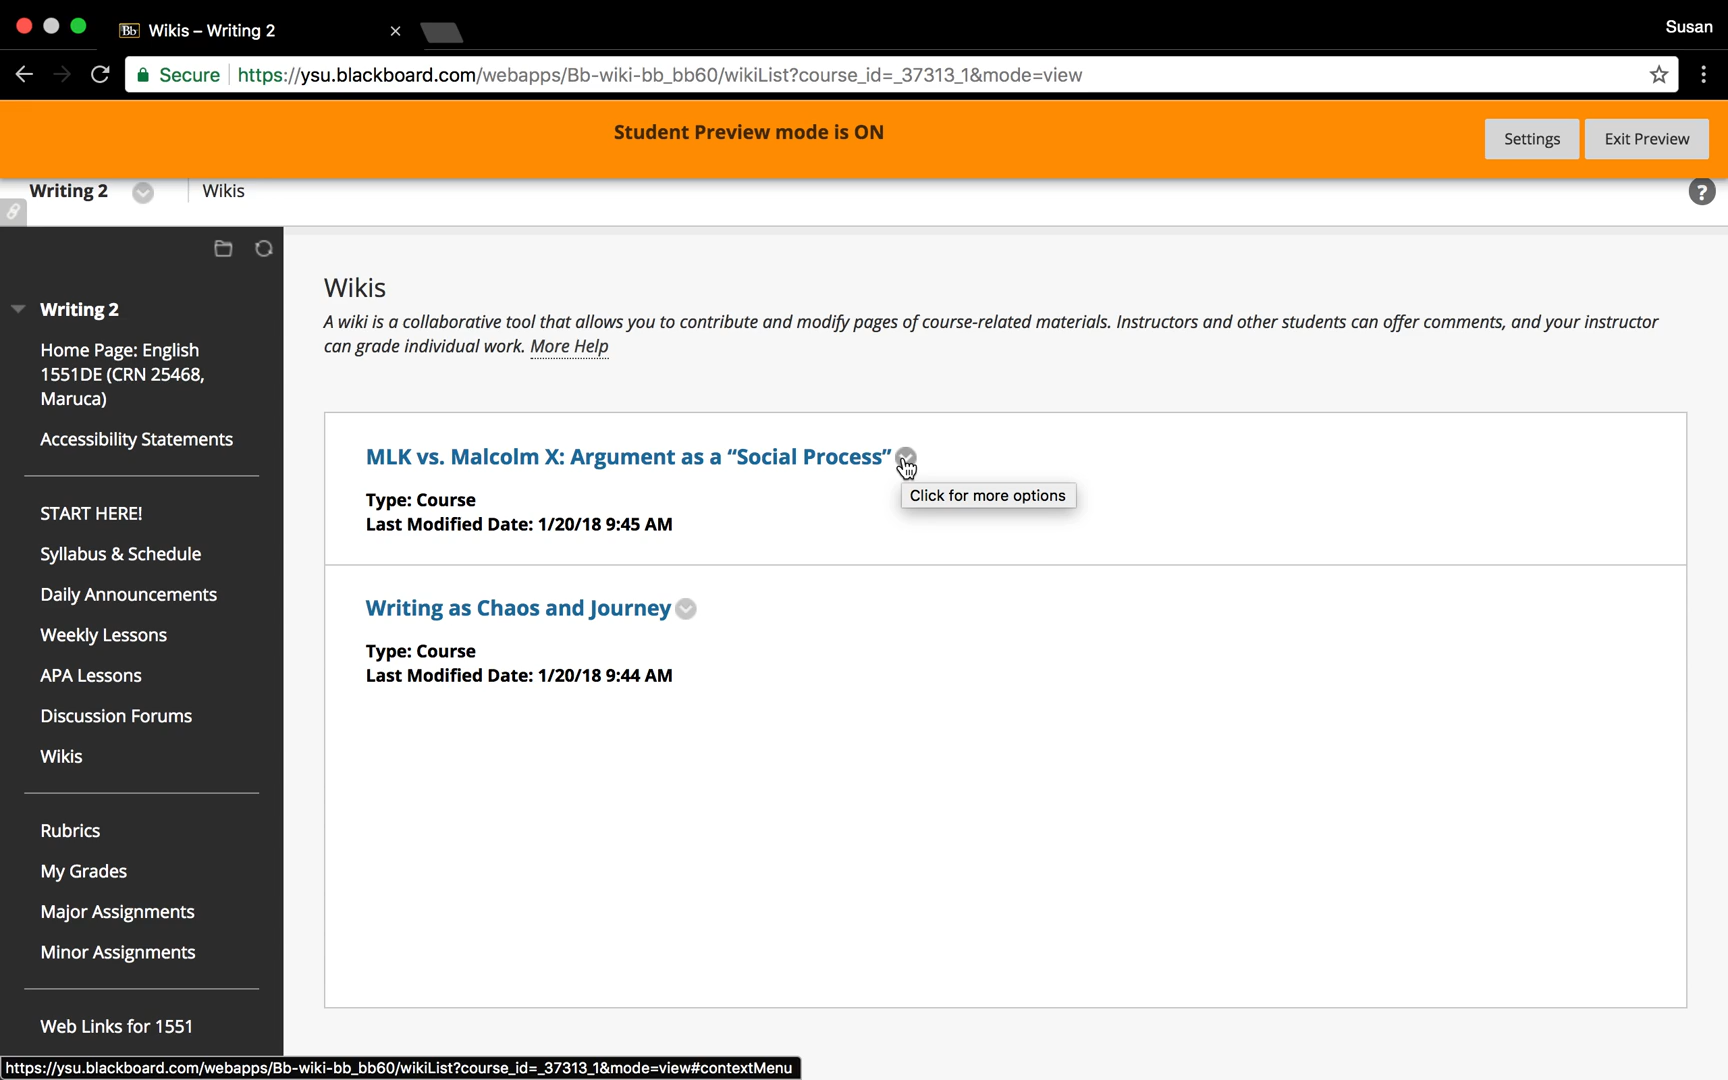 Bb Wikis – Writing 2
Susan
Secure https://ysu.blackboard.com/webapps/Bb-wiki-bb_bb60/wikiList?course_id=_37313_1&mode=view
Student Preview mode is ON
Settings
Exit Preview
Writing 2
Wikis
?
Writing 2
Home Page: English
1551DE (CRN 25468,
Maruca)
Accessibility Statements
START HERE!
Syllabus & Schedule
Daily Announcements
Weekly Lessons
APA Lessons
Discussion Forums
Wikis
Rubrics
My Grades
Major Assignments
Minor Assignments
Web Links for 1551
Wikis
A wiki is a collaborative tool that allows you to contribute and modify pages of course-related materials. Instructors and other students can offer comments, and your instructor
can grade individual work. More Help
MLK vs. Malcolm X: Argument as a “Social Process”
Click for more options
Type: Course
Last Modified Date: 1/20/18 9:45 AM
Writing as Chaos and Journey
Type: Course
Last Modified Date: 1/20/18 9:44 AM
https://ysu.blackboard.com/webapps/Bb-wiki-bb_bb60/wikiList?course_id=_37313_1&mode=view#contextMenu